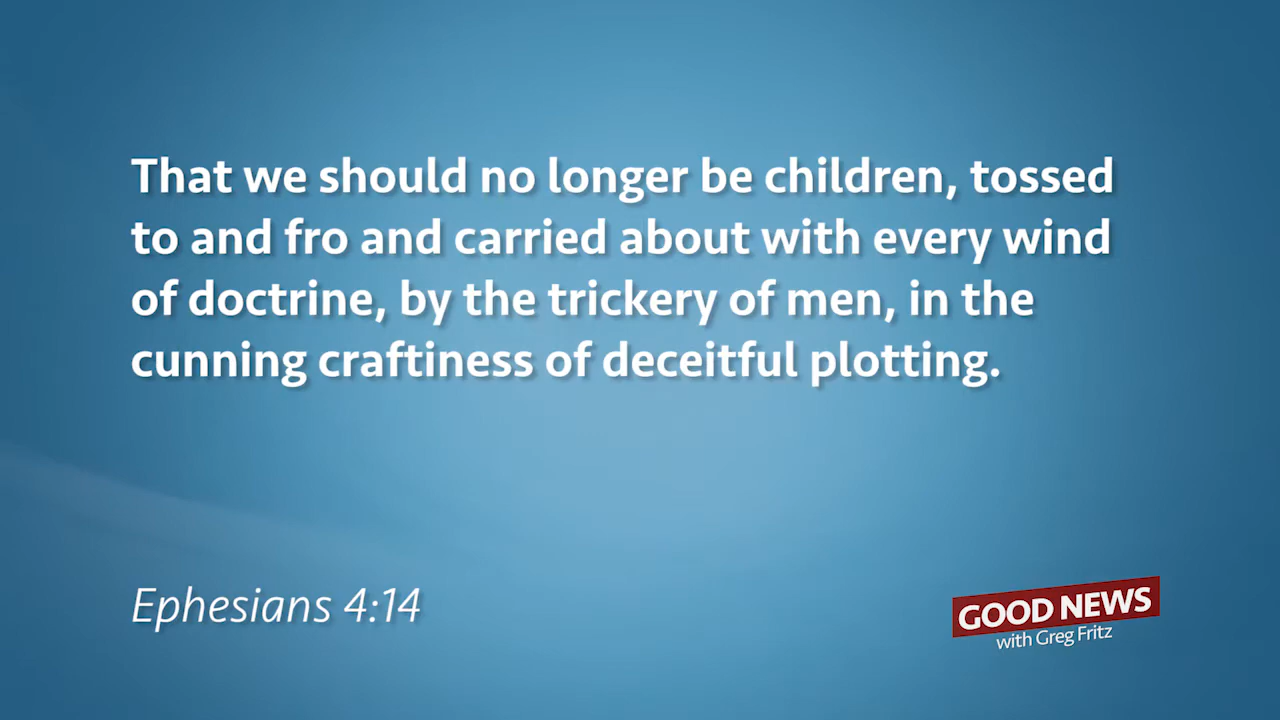 That we should no longer be children, tossed
to and fro and carried about with every wind
of doctrine, by the trickery of men, in the
cunning craftiness of deceitful plotting.
Ephesians 4:14
GOOD NEWS
with Greg Fritz